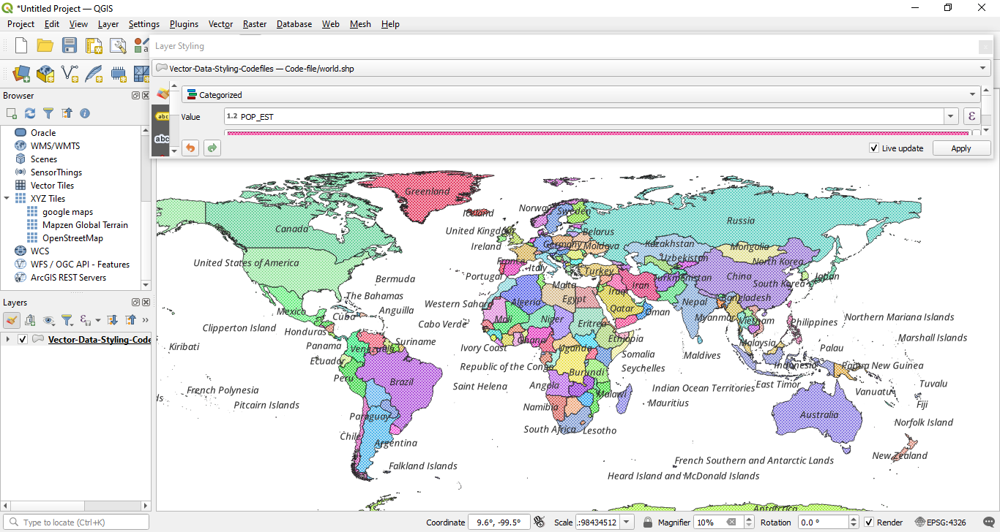 *Untitled Project — QGIS
Project Edit View Layer Settings Plugins Vector Raster Database Web Mesh Help
Layer Styling
Vector-Data-Styling-Codefiles — Code-file/world.shp
Categorized
Value 1.2 POP_EST ε
abc
abc
Live update Apply
Browser
Oracle
WMS/WMTS
Scenes
SensorThings
Vector Tiles
XYZ Tiles
google maps
Mapzen Global Terrain
OpenStreetMap
WCS
WFS / OGC API - Features
ArcGIS REST Servers
Layers
Vector-Data-Styling-Code
Greenland
Iceland
Norway
Sweden
Russia
Canada
United Kingdom
Belarus
Ireland
Germany
Moldova
Kazakhstan
Mongolia
United States of America
France
Uzbekistan
North Korea
Italy
Turkey
Portugal
Turkmenistan
China
Japan
Bermuda
Malta
Iran
South Korea
The Bahamas
Western Sahara
Algeria
Egypt
Iraq
Nepal
Bangladesh
Mexico
Cuba
Anguilla
Qatar
Oman
Myanmar
Vietnam
Philippines
Northern Mariana Islands
Clipperton Island
Honduras
Cabo Verde
Mali
Niger
Eritrea
Kiribati
Panama
Venezuela
Suriname
Ivory Coast
Ghana
Uganda
Ethiopia
Somalia
Maldives
Malaysia
Palau
Marshall Islands
Ecuador
Republic of the Congo
Seychelles
Indonesia
Papua New Guinea
Peru
Brazil
Saint Helena
Angola
Burundi
Malawi
Indian Ocean Territories
East Timor
Tuvalu
French Polynesia
Pitcairn Islands
Vanuatu
Fiji
Paraguay
Namibia
Mauritius
Australia
Norfolk Island
Chile
Argentina
South Africa
Lesotho
New Zealand
Falkland Islands
French Southern and Antarctic Lands
Heard Island and McDonald Islands
Antarctica
Type to locate (Ctrl+K)
Coordinate 9.6°, -99.5° Scale .:98434512 Magnifier 10% Rotation 0.0 ° Render EPSG:4326